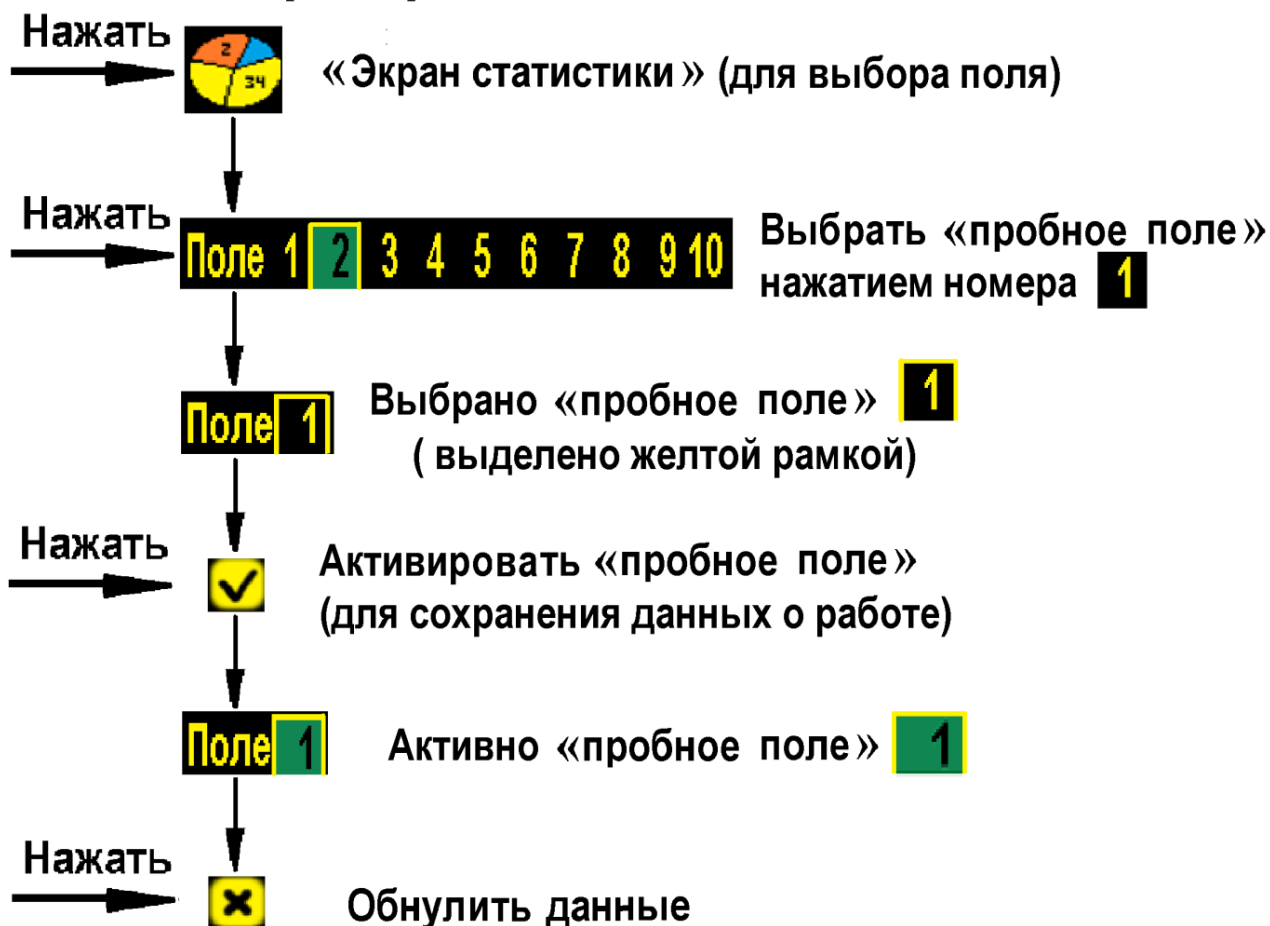 Нажать
2
34
«Экран статистики» (для выбора поля)
Нажать
Поле 1 2 3 4 5 6 7 8 9 10
Выбрать «пробное поле»
нажатием номера 1
Поле 1
Выбрано «пробное поле» 1
( выделено желтой рамкой)
Нажать
Активировать «пробное поле»
(для сохранения данных о работе)
Поле 1
Активно «пробное поле» 1
Нажать
Обнулить данные